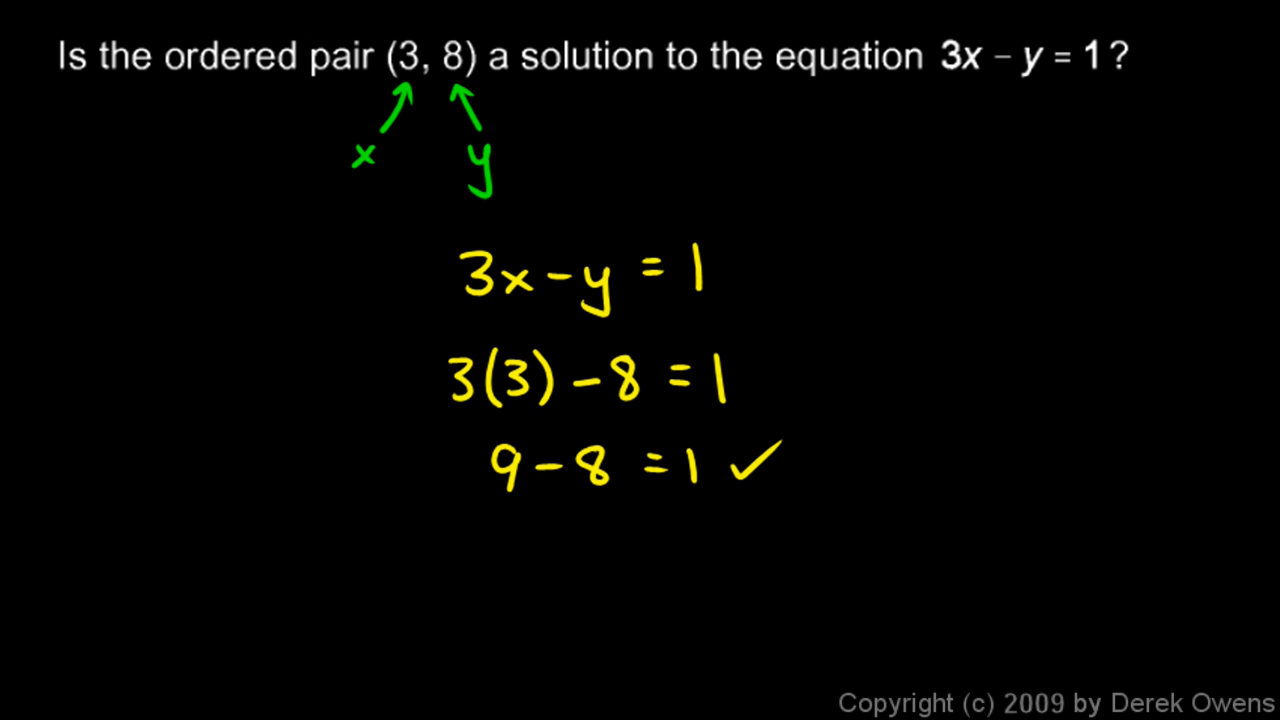 Is the ordered pair (3, 8) a solution to the equation 3x – y = 1?
x y
3x - y = 1
3(3) - 8 = 1
9 - 8 = 1 ✓
Copyright (c) 2009 by Derek Owens